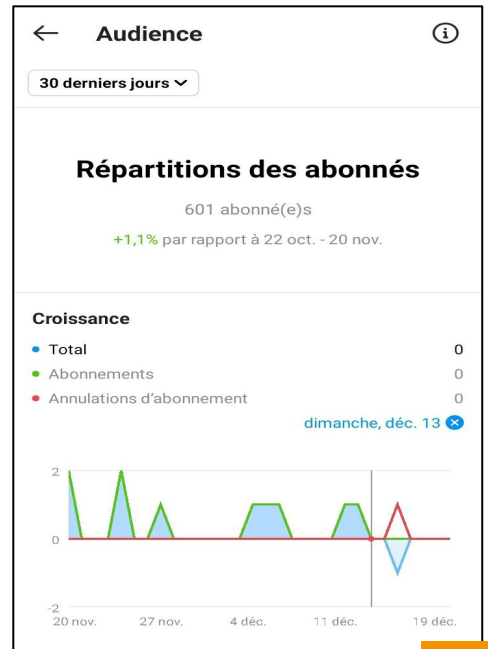 Audience
30 derniers jours
Répartitions des abonnés
601 abonné(e)s
+1,1% par rapport à 22 oct. - 20 nov.
Croissance
Total 0
Abonnements 0
Annulations d'abonnement 0
dimanche, déc. 13
2
0
-2
20 nov. 27 nov. 4 déc. 11 déc. 19 déc.